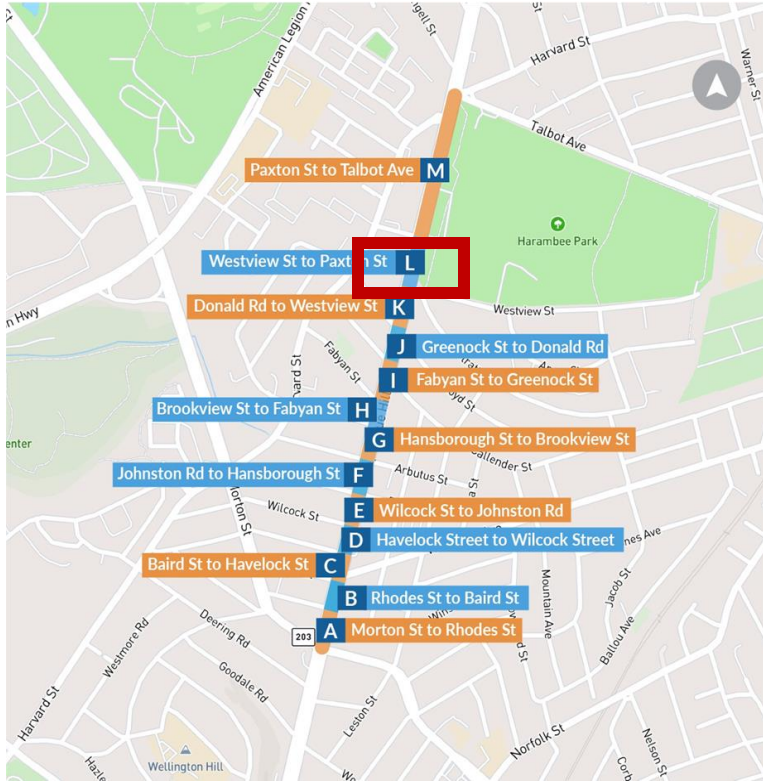 American Legion
Harvard St
Warner St
Talbot Ave
Paxton St to Talbot Ave M
Harambee Park
Westview St to Paxton St L
Donald Rd to Westview St K
Westview St
n Hwy
J Greenock St to Donald Rd
Fabyan St
Stard St
I Fabyan St to Greenock St
Brookview St to Fabyan St H
G Hansborough St to Brookview St
enter
Callender St
Johnston Rd to Hansborough St F
Arbutus St
Morton St
Wilcock St
E Wilcock St to Johnston Rd
D Havelock Street to Wilcock Street
Baird St to Havelock St C
B Rhodes St to Baird St
Mountain Ave
Jacob St
203
A Morton St to Rhodes St
Deering Rd
Ballou Ave
Westmore Rd
Goodale Rd
Harvard St
Leston St
Norfolk St
Nelson St
Wellington Hill